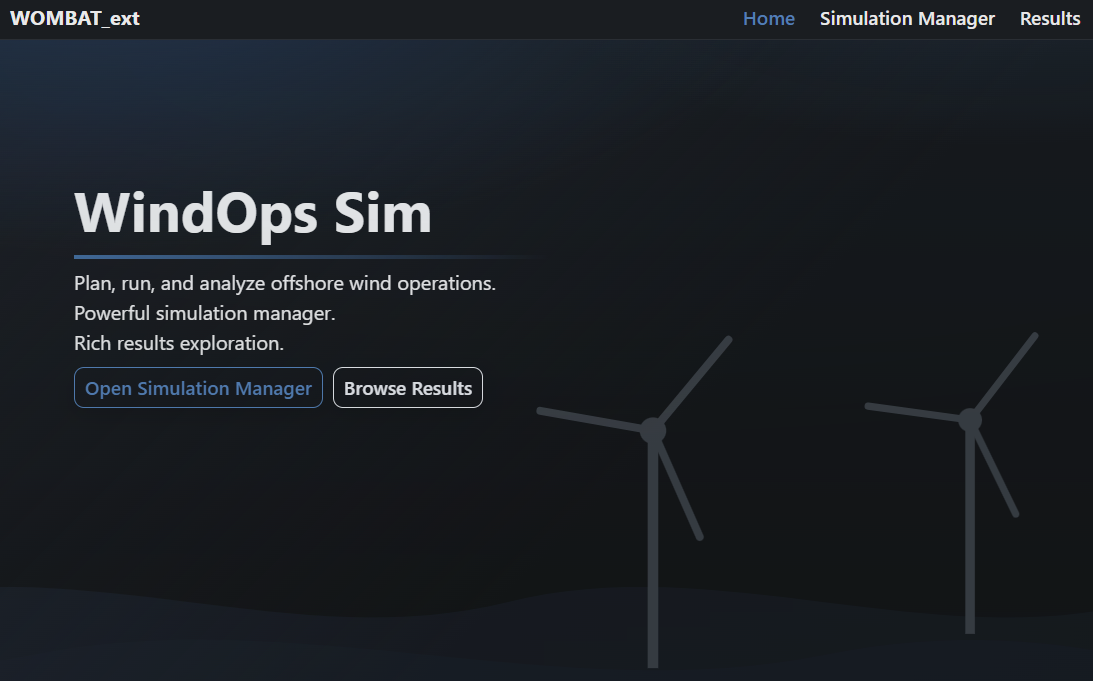 WOMBAT_ext
Home Simulation Manager Results
WindOps Sim
Plan, run, and analyze offshore wind operations.
Powerful simulation manager.
Rich results exploration.
Open Simulation Manager Browse Results